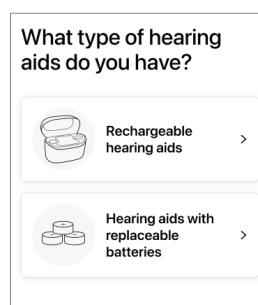 What type of hearing
aids do you have?
Rechargeable
hearing aids
Hearing aids with
replaceable
batteries